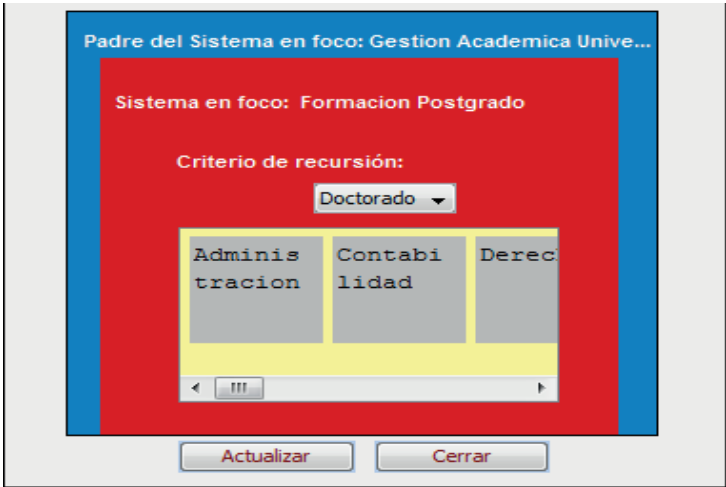 Padre del Sistema en foco: Gestion Academica Unive...
Sistema en foco: Formacion Postgrado
Criterio de recursión:
Doctorado
Adminis Contabi Derec
tracion lidad
Actualizar Cerrar